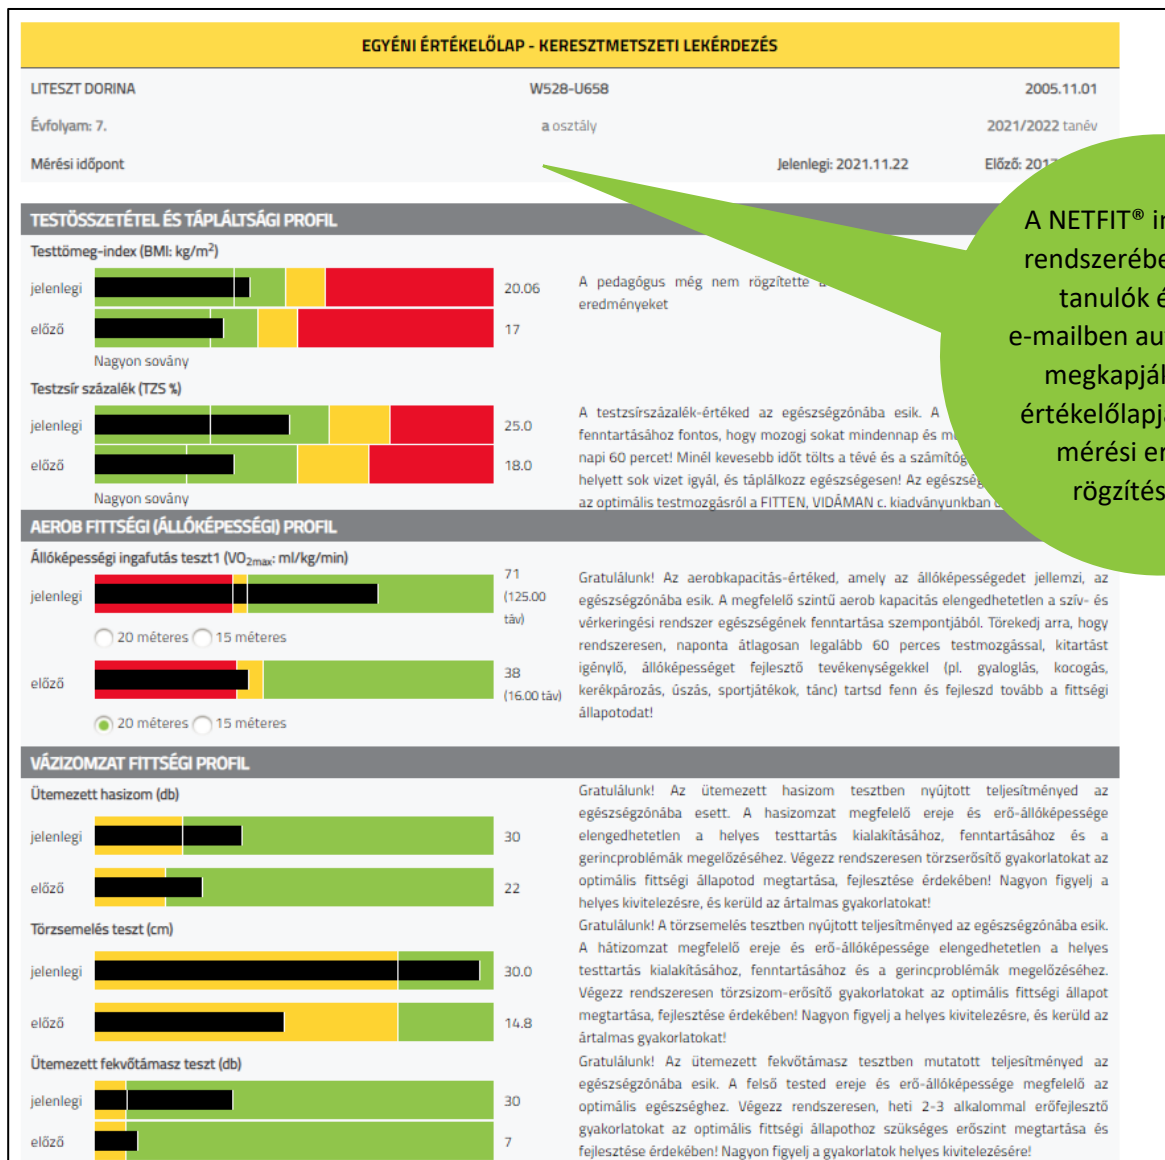 EGYÉNI ÉRTÉKELŐLAP - KERESZTMETSZETI LEKÉRDEZÉS
LITESZT DORINA W528-U658 2005.11.01
Évfolyam: 7. a osztály 2021/2022 tanév
Mérési időpont Jelenlegi: 2021.11.22 Előző:
A NETFIT®
tanulók
e-mailben
TESTÖSSZETÉTEL ÉS TÁPLÁLTSÁGI PROFIL
Testtömeg-index (BMI: kg/m²)
jelenlegi 20.06
előző 17
Nagyon sovány
A pedagógus még nem rögzítette
eredményeket
Testzsír százalék (TZS %)
jelenlegi 25.0
előző 18.0
Nagyon sovány
A testzsírszázalék-értéked az egészségzónába esik. A
fenntartásához fontos, hogy mozogj sokat mindennap és
napi 60 percet! Minél kevesebb időt tölts a tévé és a
helyett sok vizet igyál, és táplálkozz egészségesen! Az
az optimális testmozgásról a FITTEN, VIDÁMAN c. kiadványunkban
mérési
AEROB FITTSÉGI (ÁLLÓKÉPESSÉGI) PROFIL
Állóképességi ingafutás teszt1 (VO2max: ml/kg/min)
jelenlegi 71
(125.00
táv)
20 méteres 15 méteres
előző 38
(16.00 táv)
20 méteres 15 méteres
Gratulálunk! Az aerobkapacitás-értéked, amely az állóképességedet jellemzi, az
egészségzónába esik. A megfelelő szintű aerob kapacitás elengedhetetlen a szív- és
vérkeringési rendszer egészségének fenntartása szempontjából. Törekedj arra, hogy
rendszeresen, naponta átlagosan legalább 60 perces testmozgással, kitartást
igénylő, állóképességet fejlesztő tevékenységekkel (pl. gyaloglás, kocogás,
kerékpározás, úszás, sportjátékok, tánc) tartsd fenn és fejleszd tovább a fittségi
állapotodat!
VÁZIZOMZAT FITTSÉGI PROFIL
Ütemezett hasizom (db)
jelenlegi 30
előző 22
Gratulálunk! Az ütemezett hasizom tesztben nyújtott teljesítményed az
egészségzónába esett. A hasizomzat megfelelő ereje és erő-állóképessége
elengedhetetlen a helyes testtartás kialakításához, fenntartásához és a
gerincproblémák megelőzéséhez. Végezz rendszeresen törzserősítő gyakorlatokat az
optimális fittségi állapotod megtartása, fejlesztése érdekében! Nagyon figyelj a
helyes kivitelezésre, és kerüld az ártalmas gyakorlatokat!
Törzsemelés teszt (cm)
jelenlegi 30.0
előző 14.8
Gratulálunk! A törzsemelés tesztben nyújtott teljesítményed az egészségzónába esik.
A hátizomzat megfelelő ereje és erő-állóképessége elengedhetetlen a helyes
testtartás kialakításához, fenntartásához és a gerincproblémák megelőzéséhez.
Végezz rendszeresen törzsizom-erősítő gyakorlatokat az optimális fittségi állapot
megtartása, fejlesztése érdekében! Nagyon figyelj a helyes kivitelezésre, és kerüld az
ártalmas gyakorlatokat!
Ütemezett fekvőtámasz teszt (db)
jelenlegi 30
előző 7
Gratulálunk! Az ütemezett fekvőtámasz tesztben mutatott teljesítményed az
egészségzónába esik. A felső tested ereje és erő-állóképessége megfelelő az
optimális egészséghez. Végezz rendszeresen, heti 2-3 alkalommal erőfejlesztő
gyakorlatokat az optimális fittségi állapothoz szükséges erőszint megtartása és
fejlesztése érdekében! Nagyon figyelj a gyakorlatok helyes kivitelezésére!